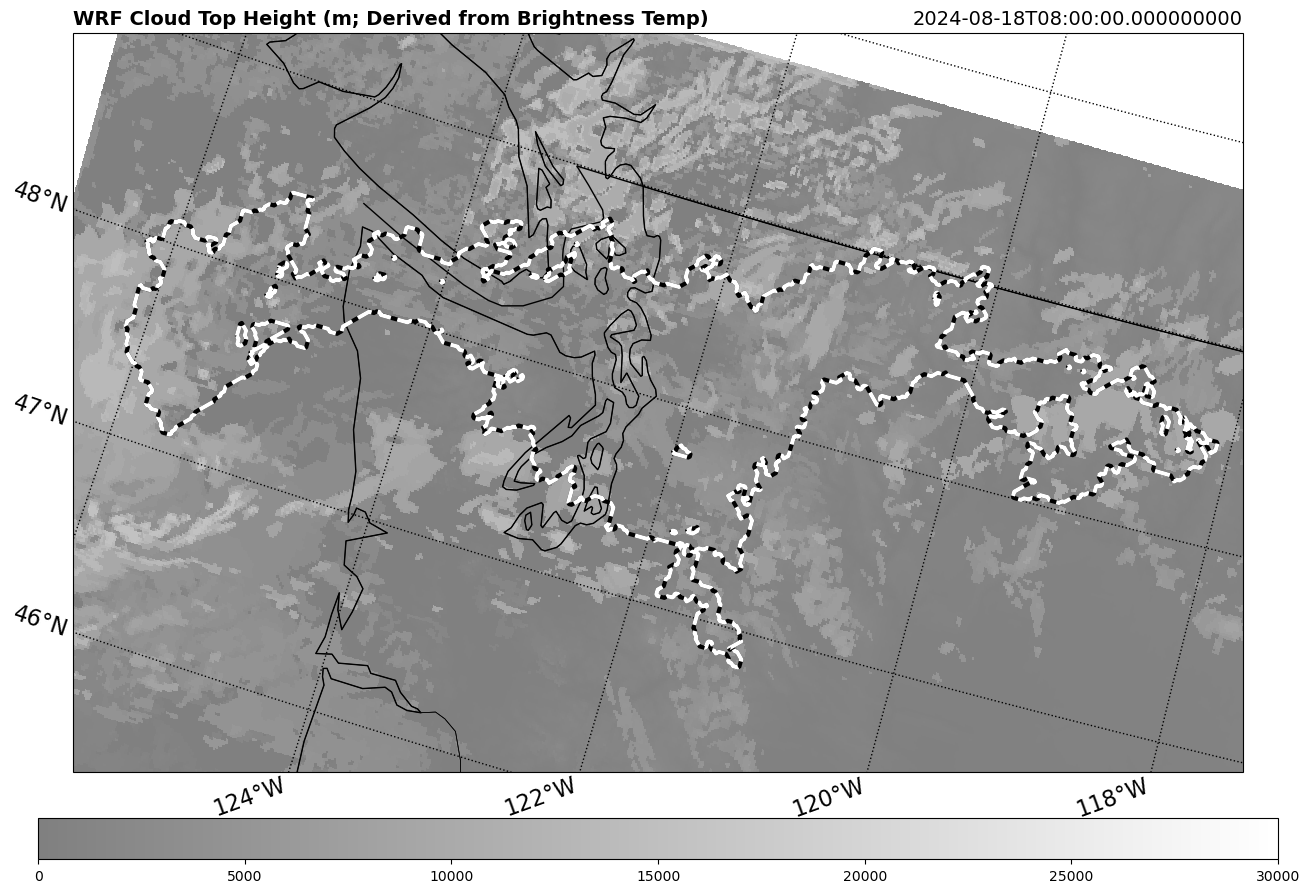 WRF Cloud Top Height (m; Derived from Brightness Temp) 2024-08-18T08:00:00.000000000
48°N
47°N
46°N
124°W 122°W 120°W 118°W
0 5000 10000 15000 20000 25000 30000